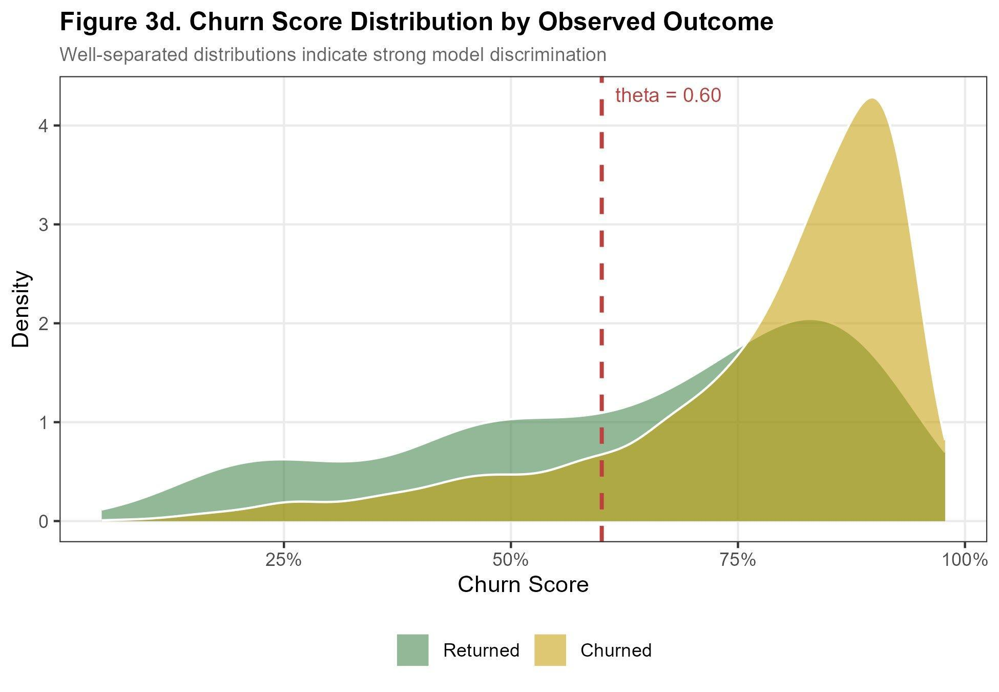 Figure 3d. Churn Score Distribution by Observed Outcome
Well-separated distributions indicate strong model discrimination
theta = 0.60
Density
4
3
2
1
0
25% 50% 75% 100%
Churn Score
Returned Churned